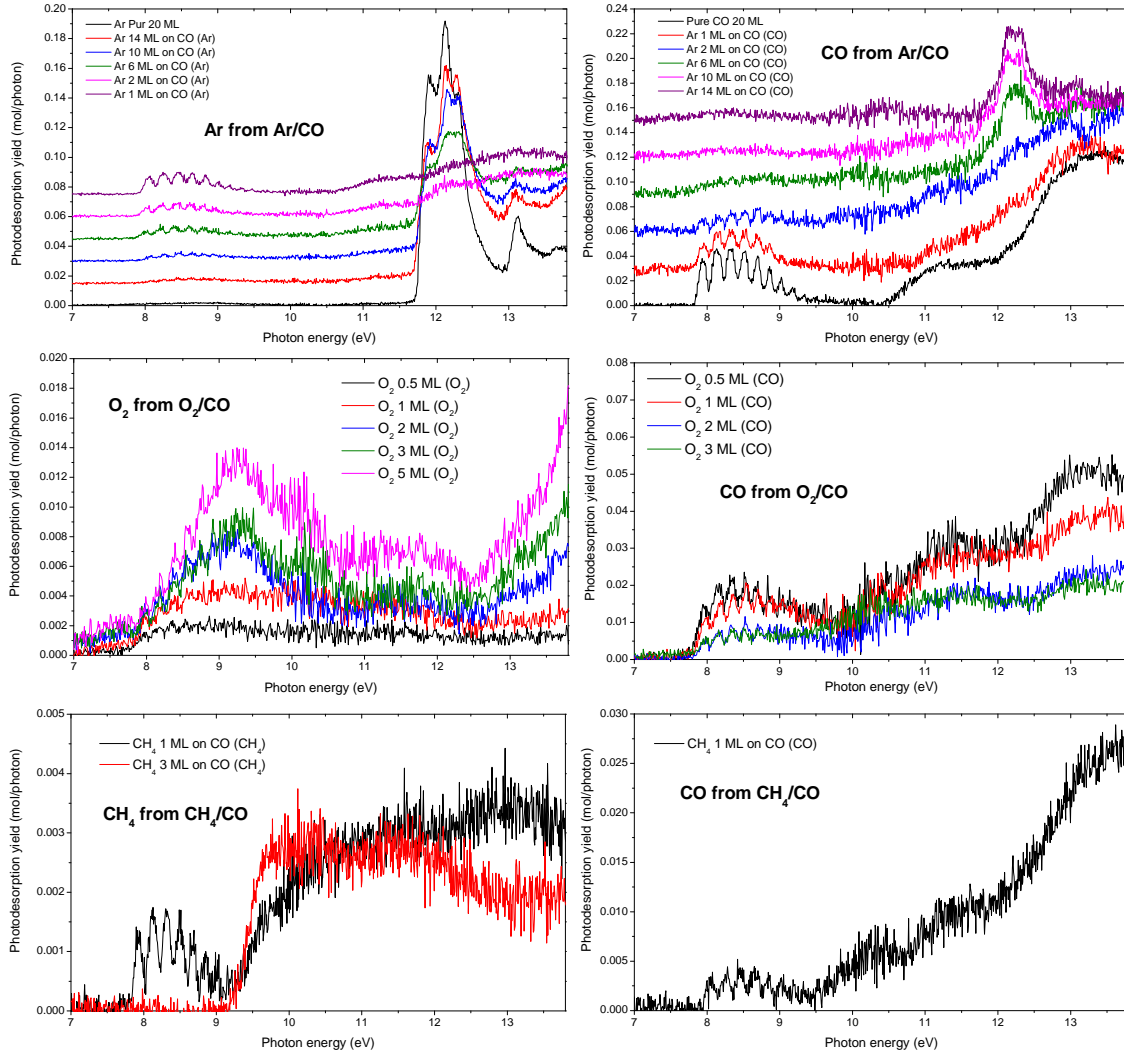 Photodesorption yield (mol/photon)
0.20
0.18
0.16
0.14
0.12
0.10
0.08
0.06
0.04
0.02
0.00
Ar Pur 20 ML
Ar 14 ML on CO (Ar)
Ar 10 ML on CO (Ar)
Ar 6 ML on CO (Ar)
Ar 2 ML on CO (Ar)
Ar 1 ML on CO (Ar)
Ar from Ar/CO
7 8 9 10 11 12 13
Photon energy (eV)
Photodesorption yield (mol/photon)
0.24
0.22
0.20
0.18
0.16
0.14
0.12
0.10
0.08
0.06
0.04
0.02
0.00
Pure CO 20 ML
Ar 1 ML on CO (CO)
Ar 2 ML on CO (CO)
Ar 6 ML on CO (CO)
Ar 10 ML on CO (CO)
Ar 14 ML on CO (CO)
CO from Ar/CO
7 8 9 10 11 12 13
Photon energy (eV)
Photodesorption yield (mol/photon)
0.020
0.018
0.016
0.014
0.012
0.010
0.008
0.006
0.004
0.002
0.000
O₂ from O₂/CO
O₂ 0.5 ML (O₂)
O₂ 1 ML (O₂)
O₂ 2 ML (O₂)
O₂ 3 ML (O₂)
O₂ 5 ML (O₂)
7 8 9 10 11 12 13
Photon energy (eV)
Photodesorption yield (mol/photon)
0.08
0.07
0.06
0.05
0.04
0.03
0.02
0.01
0.00
O₂ 0.5 ML (CO)
O₂ 1 ML (CO)
O₂ 2 ML (CO)
O₂ 3 ML (CO)
CO from O₂/CO
7 8 9 10 11 12 13
Photon energy (eV)
Photodesorption yield (mol/photon)
0.005
0.004
0.003
0.002
0.001
0.000
CH₄ 1 ML on CO (CH₄)
CH₄ 3 ML on CO (CH₄)
CH₄ from CH₄/CO
7 8 9 10 11 12 13
Photon energy (eV)
Photodesorption yield (mol/photon)
0.030
0.025
0.020
0.015
0.010
0.005
0.000
CH₄ 1 ML on CO (CO)
CO from CH₄/CO
7 8 9 10 11 12 13
Photon energy (eV)